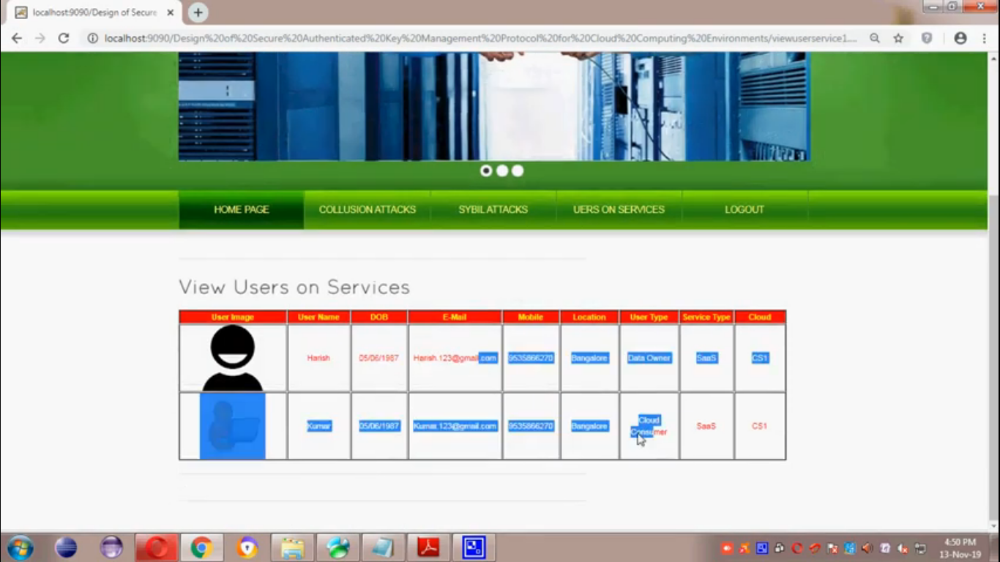 localhost:9090/Design of Secure
localhost:9090/Design%20of%20Secure%20Authenticated%20Key%20Management%20Protocol%20for%20Cloud%20Computing%20Environments/viewuserservice1....
HOME PAGE COLLUSION ATTACKS SYBIL ATTACKS UERS ON SERVICES LOGOUT
View Users on Services
User Image User Name DOB E-Mail Mobile Location User Type Service Type Cloud
Harish 05/06/1987 Harish.123@gmail.com 9535866270 Bangalore Data Owner SaaS CS1
Kumar 05/06/1987 Kumar.123@gmail.com 9535866270 Bangalore Cloud Consumer SaaS CS1
4:50 PM
13-Nov-19